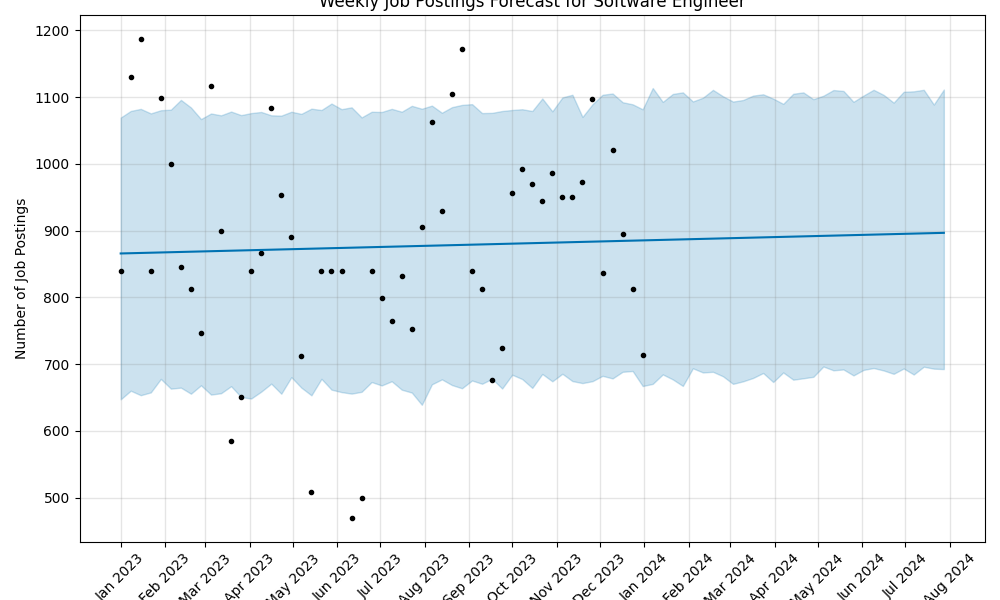 Weekly Job Postings Forecast for Software Engineer
Number of Job Postings
1200
1100
1000
900
800
700
600
500
Jan 2023
Feb 2023
Mar 2023
Apr 2023
May 2023
Jun 2023
Jul 2023
Aug 2023
Sep 2023
Oct 2023
Nov 2023
Dec 2023
Jan 2024
Feb 2024
Mar 2024
Apr 2024
May 2024
Jun 2024
Jul 2024
Aug 2024